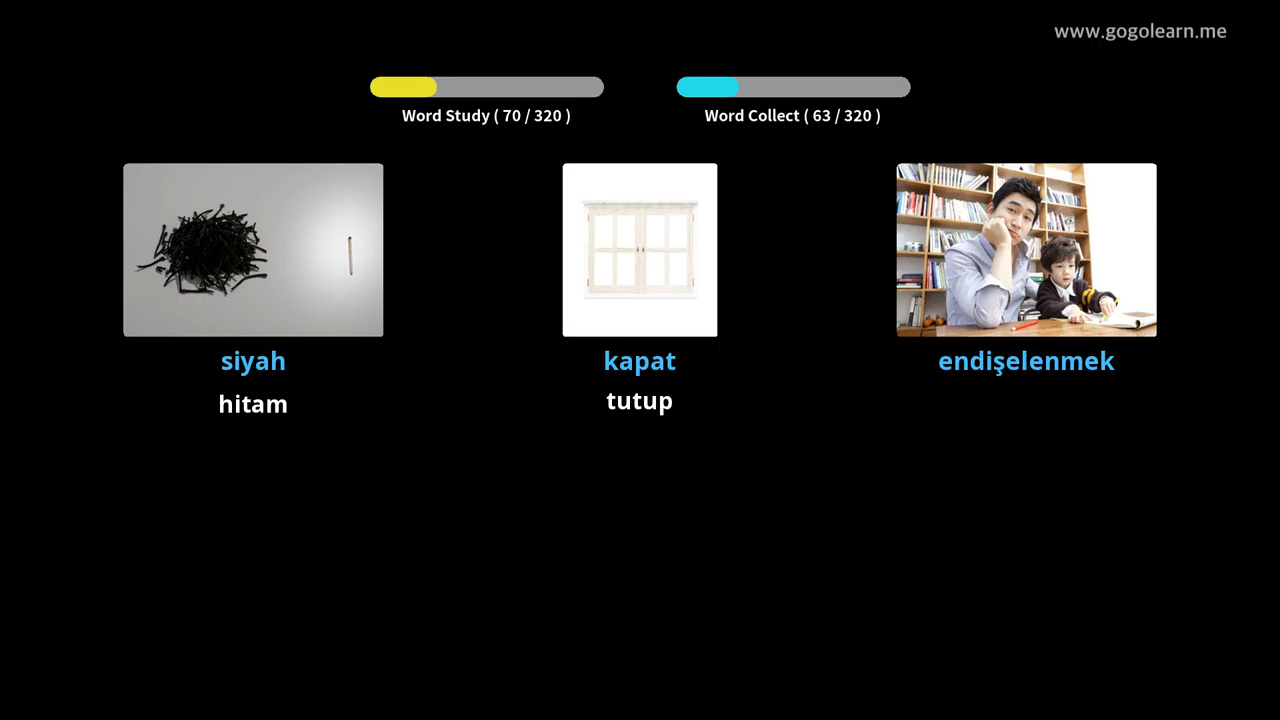 www.gogolearn.me
Word Study ( 70 / 320 )
Word Collect ( 63 / 320 )
siyah
hitam
kapat
tutup
endişelenmek